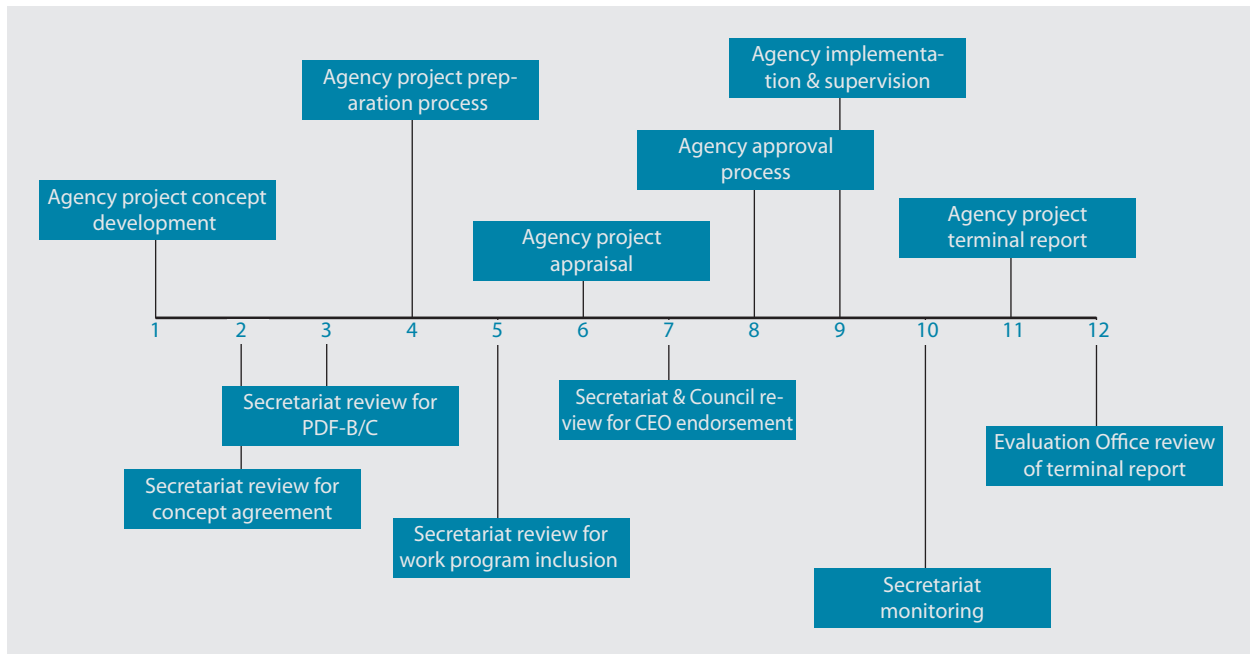 Agency implementa-
tion & supervision
Agency project prep-
aration process
Agency approval
process
Agency project concept
development
Agency project
terminal report
Agency project
appraisal
1 2 3 4 5 6 7 8 9 10 11 12
Secretariat & Council re-
view for CEO endorsement
Secretariat review for
PDF-B/C
Evaluation Office review
of terminal report
Secretariat review for
concept agreement
Secretariat review for
work program inclusion
Secretariat
monitoring